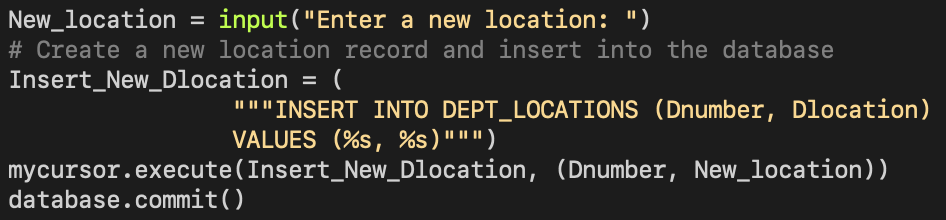 New_location = input("Enter a new location: ")
# Create a new location record and insert into the database
Insert_New_Dlocation = (
"""INSERT INTO DEPT_LOCATIONS (Dnumber, Dlocation)
VALUES (%s, %s)""")
mycursor.execute(Insert_New_Dlocation, (Dnumber, New_location))
database.commit()